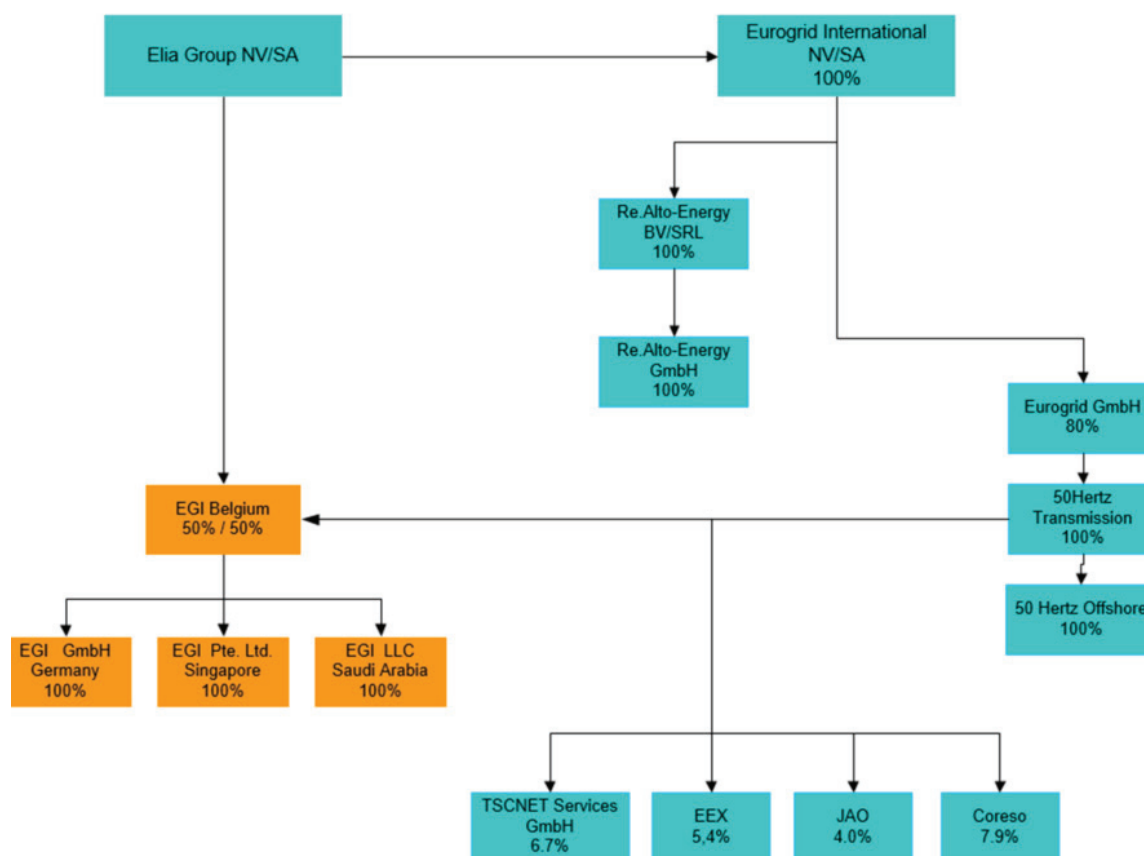 Elia Group NV/SA
Eurogrid International
NV/SA
100%
Re.Alto-Energy
BV/SRL
100%
Re.Alto-Energy
GmbH
100%
Eurogrid GmbH
80%
EGI Belgium
50% / 50%
50Hertz
Transmission
100%
50 Hertz Offshore
100%
EGI GmbH
Germany
100%
EGI Pte. Ltd.
Singapore
100%
EGI LLC
Saudi Arabia
100%
TSCNET Services
GmbH
6.7%
EEX
5,4%
JAO
4.0%
Coreso
7.9%